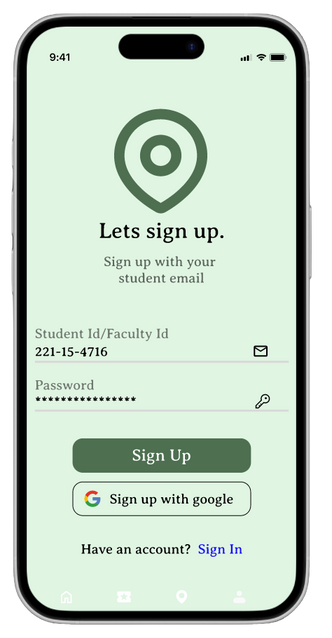 9:41
Lets sign up.
Sign up with your
student email
Student Id/Faculty Id
221-15-4716
Password
****************
Sign Up
Sign up with google
Have an account? Sign In